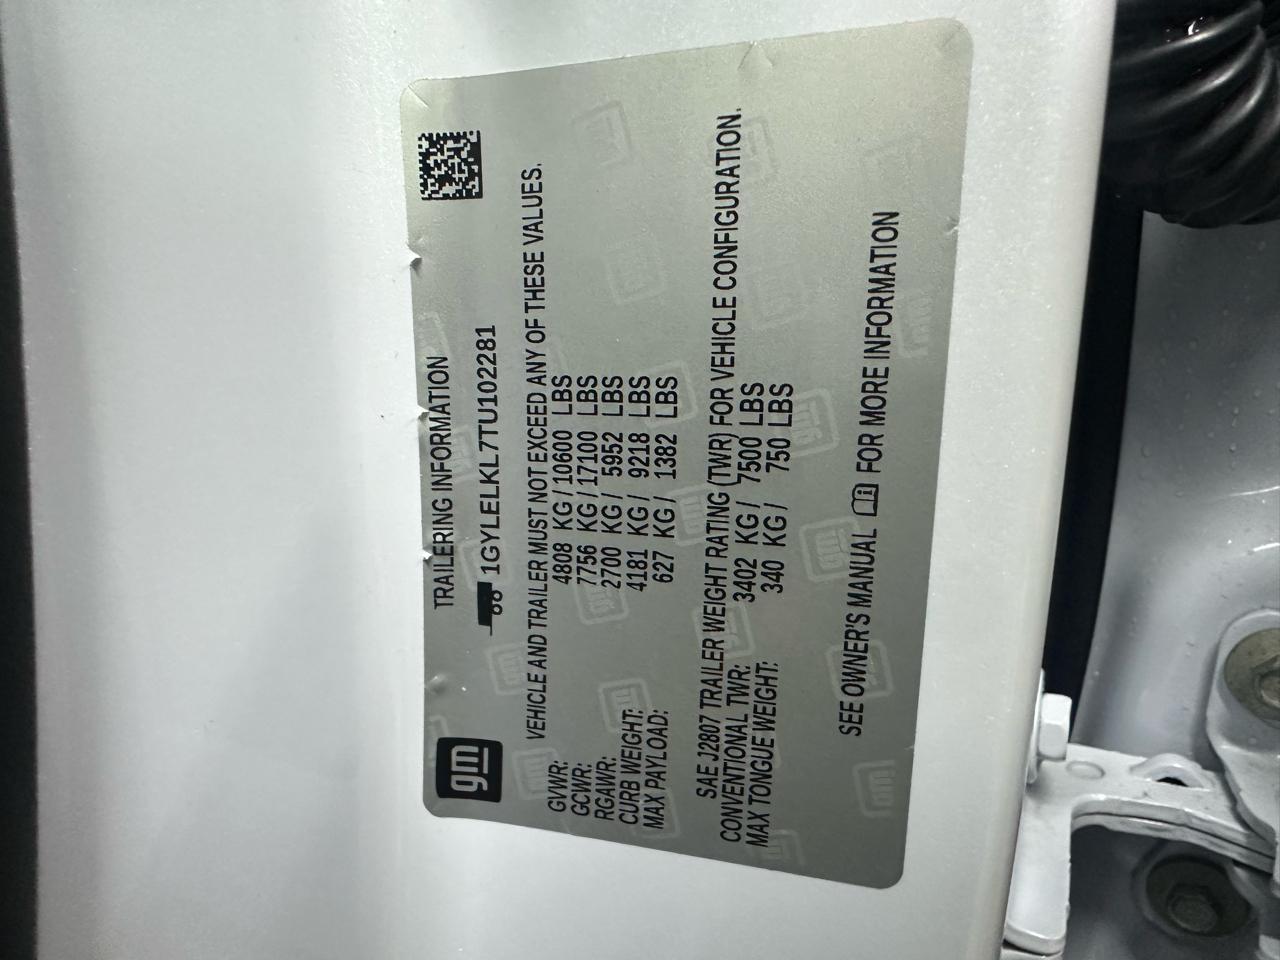 gm
TRAILERING INFORMATION
1GYLELKL7TU102281
VEHICLE AND TRAILER MUST NOT EXCEED ANY OF THESE VALUES.
GVWR: 4808 KG / 10600 LBS
GCWR: 7756 KG / 17100 LBS
RGAWR: 2700 KG / 5952 LBS
CURB WEIGHT: 4181 KG / 9218 LBS
MAX PAYLOAD: 627 KG / 1382 LBS
SAE J2807 TRAILER WEIGHT RATING (TWR) FOR VEHICLE CONFIGURATION.
CONVENTIONAL TWR: 3402 KG / 7500 LBS
MAX TONGUE WEIGHT: 340 KG / 750 LBS
SEE OWNER'S MANUAL FOR MORE INFORMATION